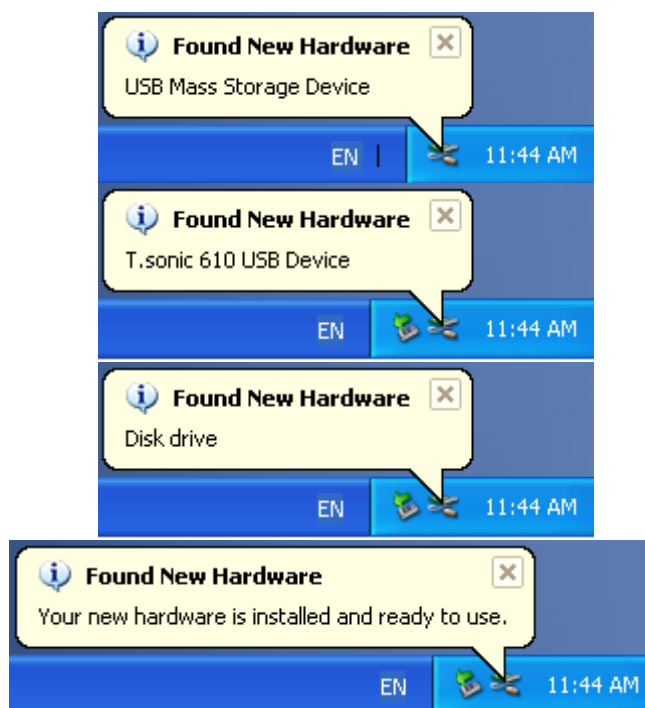 Found New Hardware
USB Mass Storage Device
EN 11:44 AM
Found New Hardware
T.sonic 610 USB Device
EN 11:44 AM
Found New Hardware
Disk drive
EN 11:44 AM
Found New Hardware
Your new hardware is installed and ready to use.
EN 11:44 AM